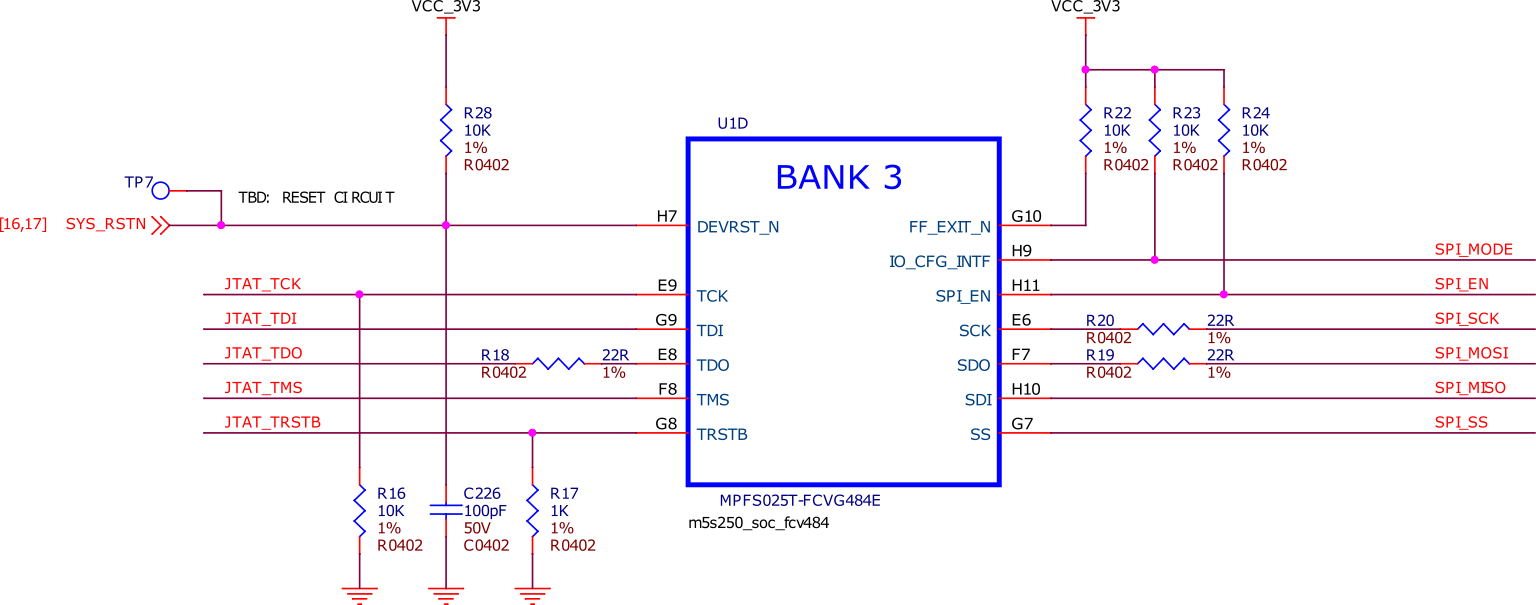 VCC_3V3
VCC_3V3
R28
10K
1%
R0402
R22
10K
1%
R0402
R23
10K
1%
R0402
R24
10K
1%
R0402
U1D
BANK 3
TP7
TBD: RESET CIRCUIT
[16,17] SYS_RSTN
H7 DEVRST_N
FF_EXIT_N G10
IO_CFG_INTF H9 SPI_MODE
JTAT_TCK E9 TCK
SPI_EN H11 SPI_EN
JTAT_TDI G9 TDI
SCK E6 R20 22R SPI_SCK
R0402 1%
JTAT_TDO R18 22R E8 TDO
R0402 1%
SDO F7 R19 22R SPI_MOSI
R0402 1%
JTAT_TMS F8 TMS
SDI H10 SPI_MISO
JTAT_TRSTB G8 TRSTB
SS G7 SPI_SS
R16
10K
1%
R0402
C226
100pF
50V
C0402
R17
1K
1%
R0402
MPFS025T-FCVG484E
m5s250_soc_fcv484